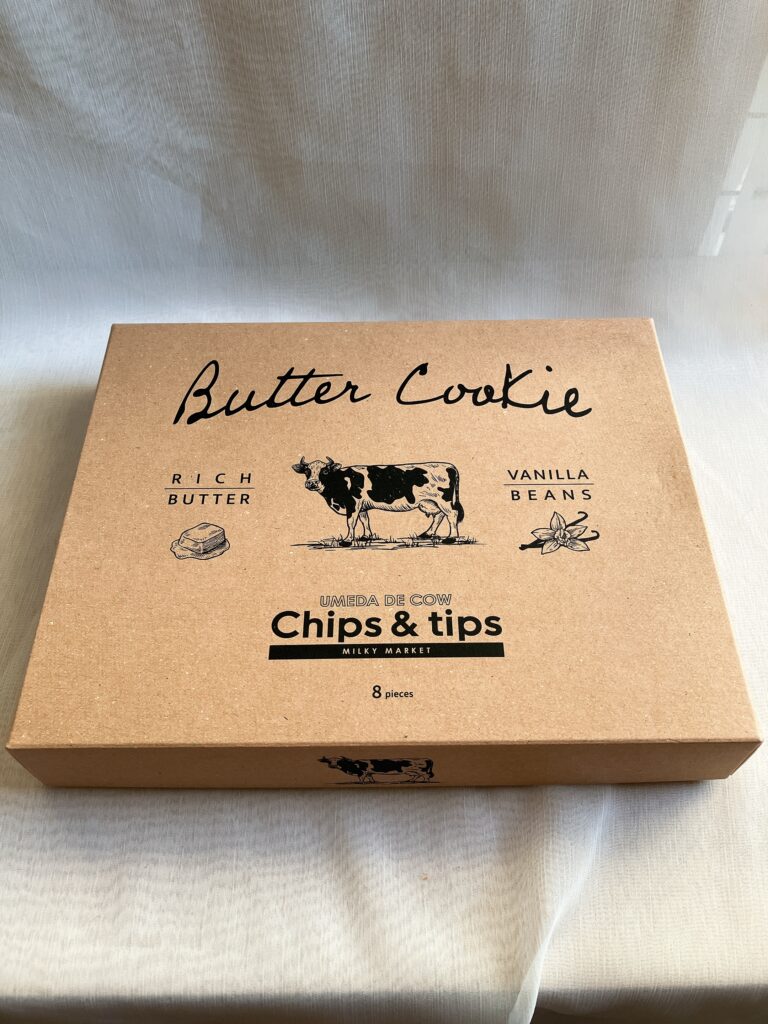 Butter Cookie
RICH
BUTTER
VANILLA
BEANS
UMEDA DE COW
Chips & tips
MILKY MARKET
8 pieces